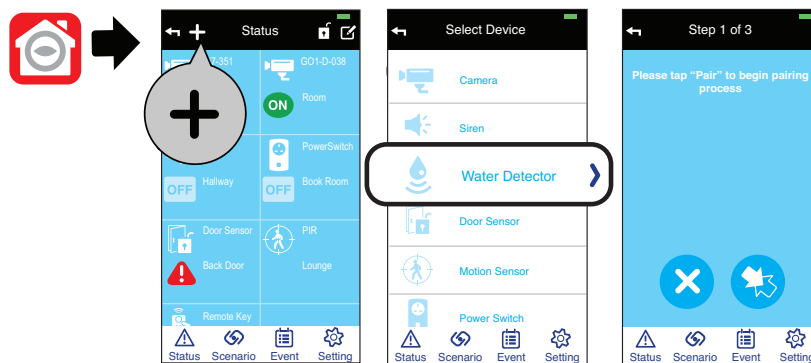 Status
7-351
GO1-D-038
ON
Room
PowerSwitch
OFF
Hallway
OFF
Book Room
Door Sensor
PIR
Back Door
Lounge
Remote Key
Status Scenario Event Setting
Select Device
Camera
Siren
Water Detector
Door Sensor
Motion Sensor
Power Switch
Status Scenario Event Setting
Step 1 of 3
Please tap “Pair” to begin pairing
process
Status Scenario Event Setting